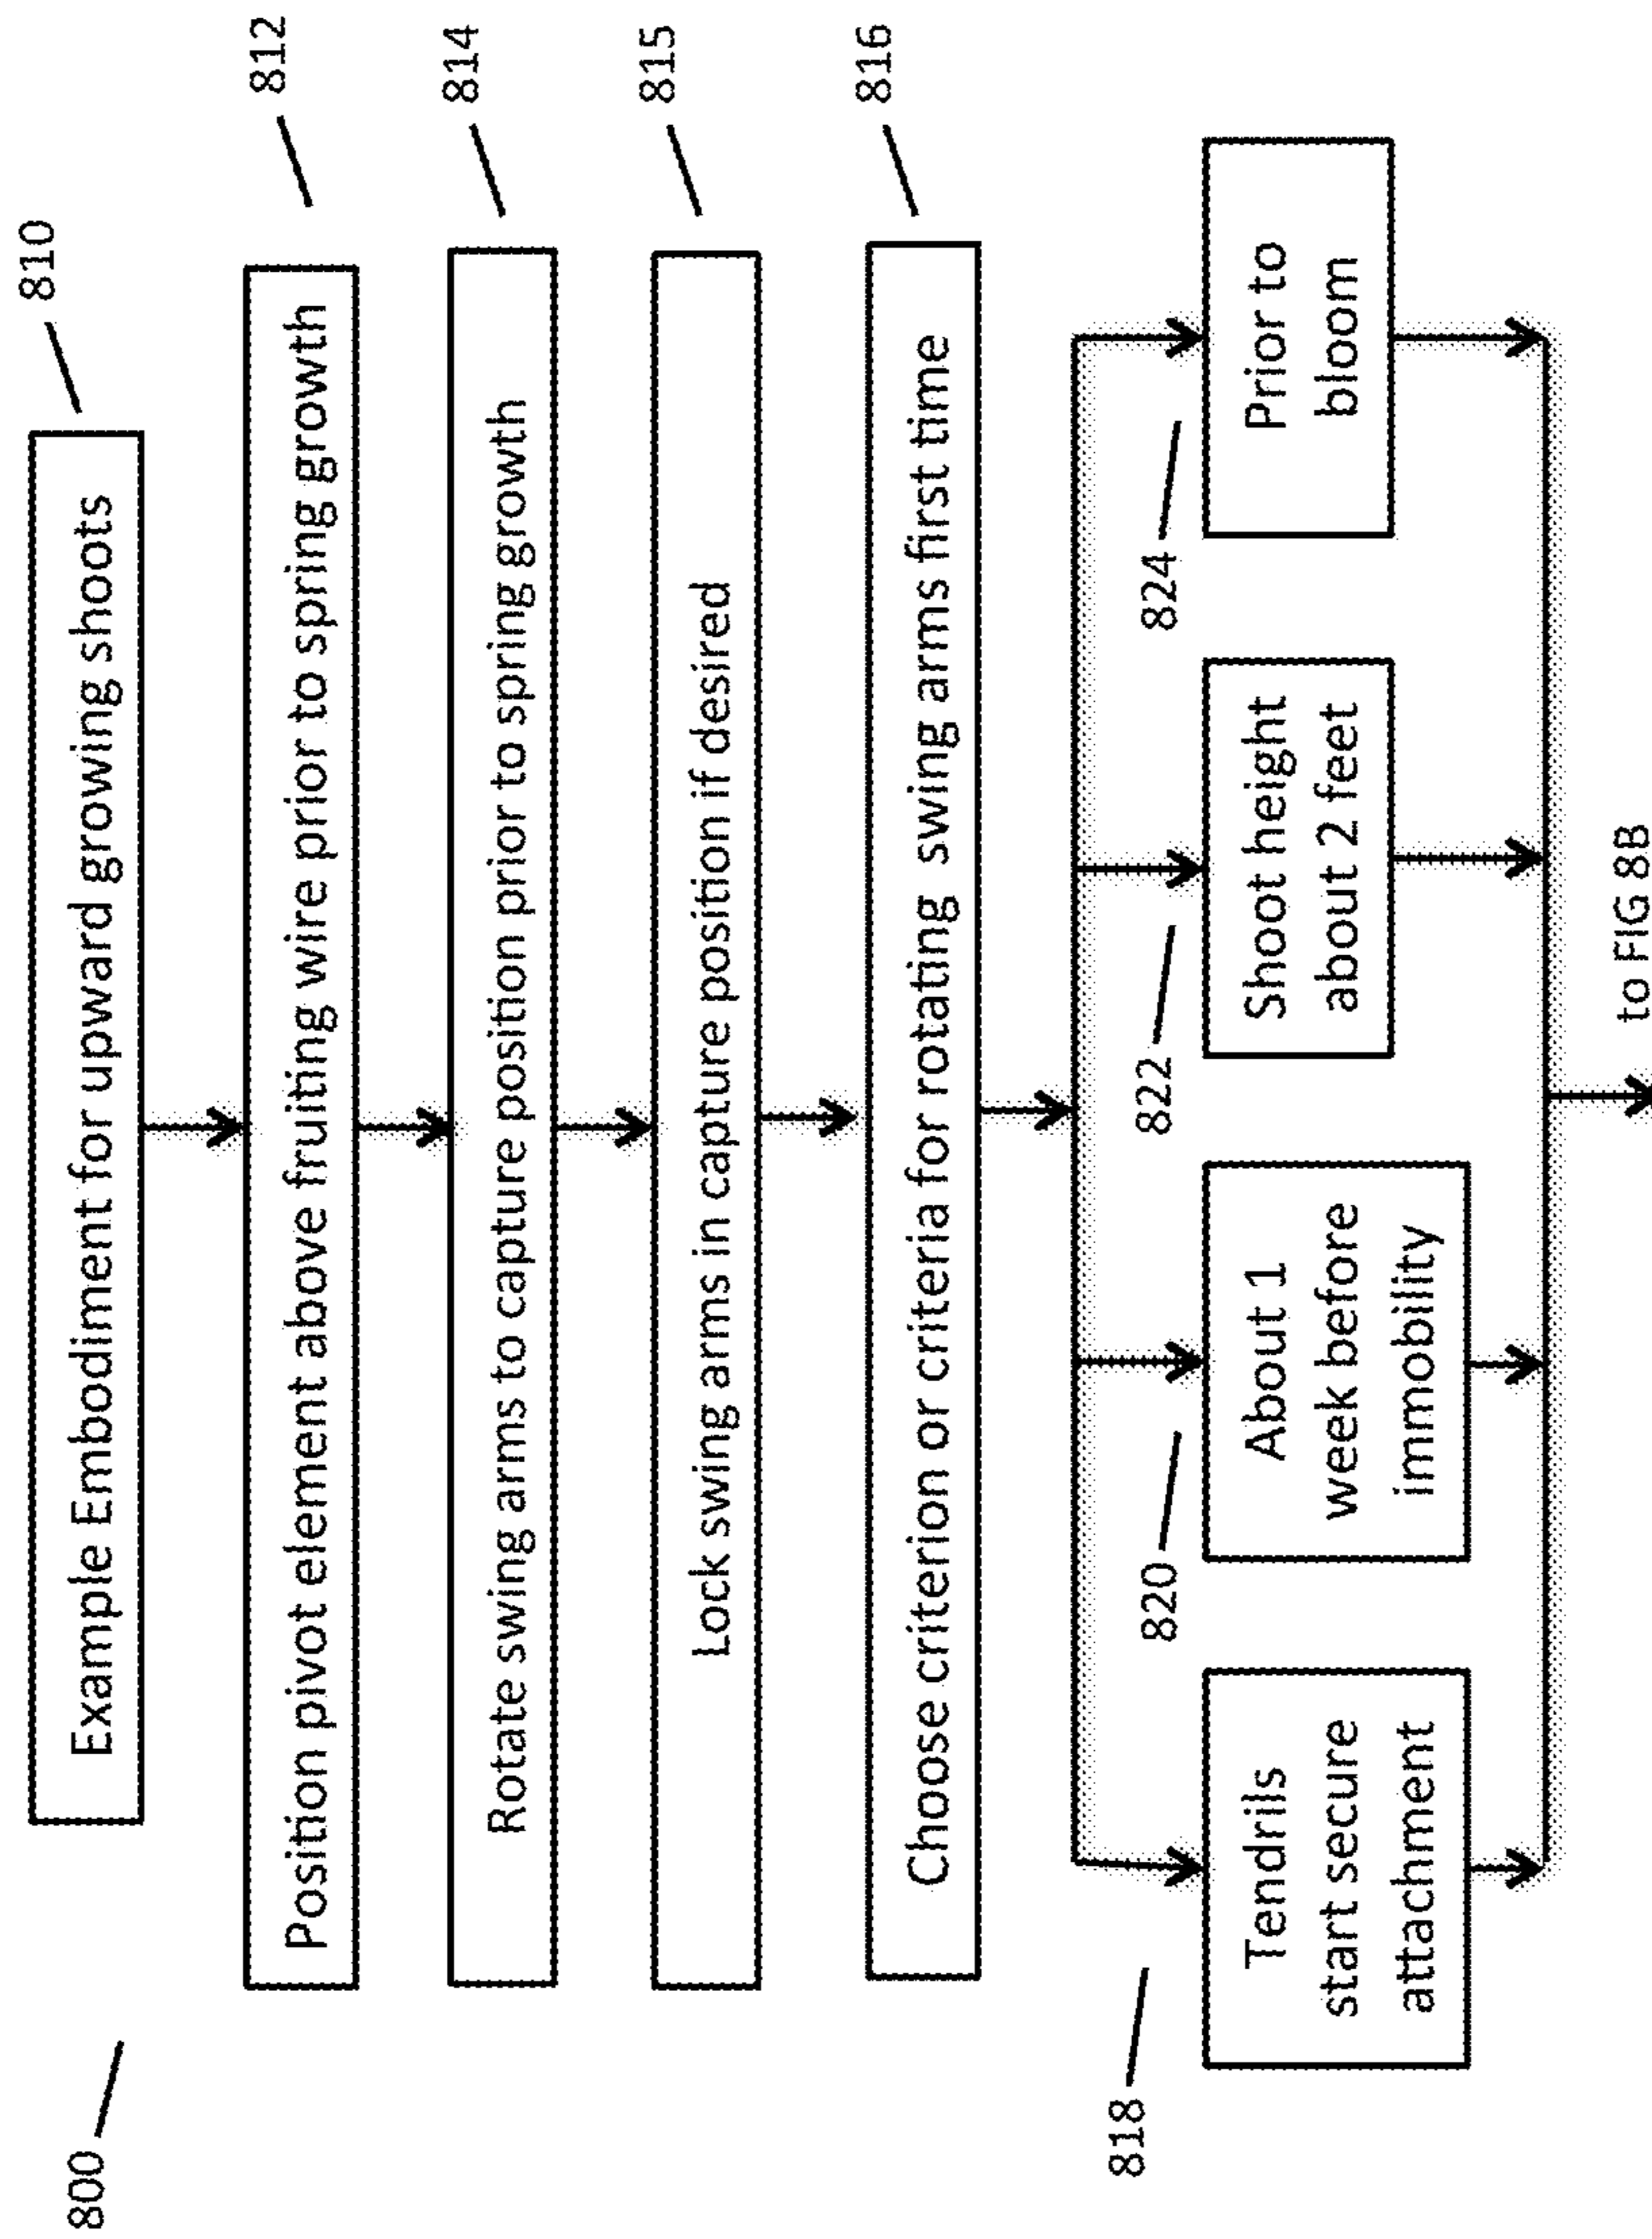 800
810
Example Embodiment for upward growing shoots
812
Position pivot element above fruiting wire prior to spring growth
814
Rotate swing arms to capture position prior to spring growth
815
Lock swing arms in capture position if desired
816
Choose criterion or criteria for rotating swing arms first time
818
Tendrils
start secure
attachment
820
About 1
week before
immobility
822
Shoot height
about 2 feet
824
Prior to
bloom
to FIG 8B